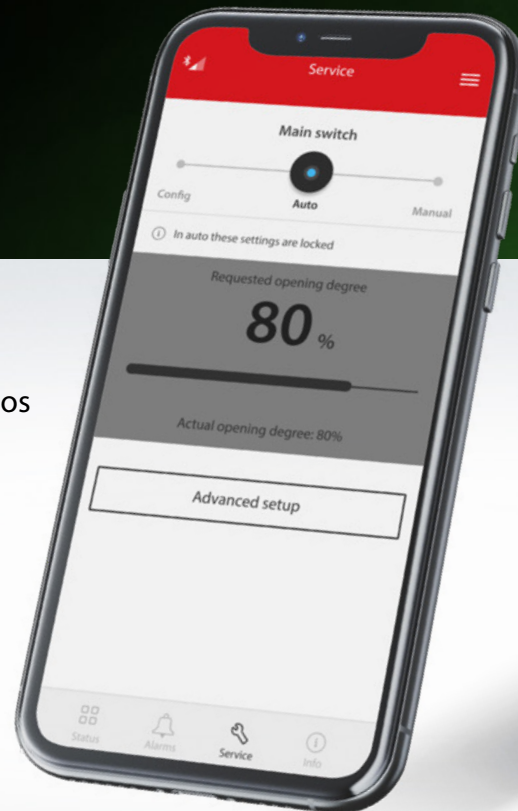 Service
Main switch
Config
Auto
Manual
In auto these settings are locked
Requested opening degree
80 %
os
Actual opening degree: 80%
Advanced setup
Status
Alarms
Service
Info